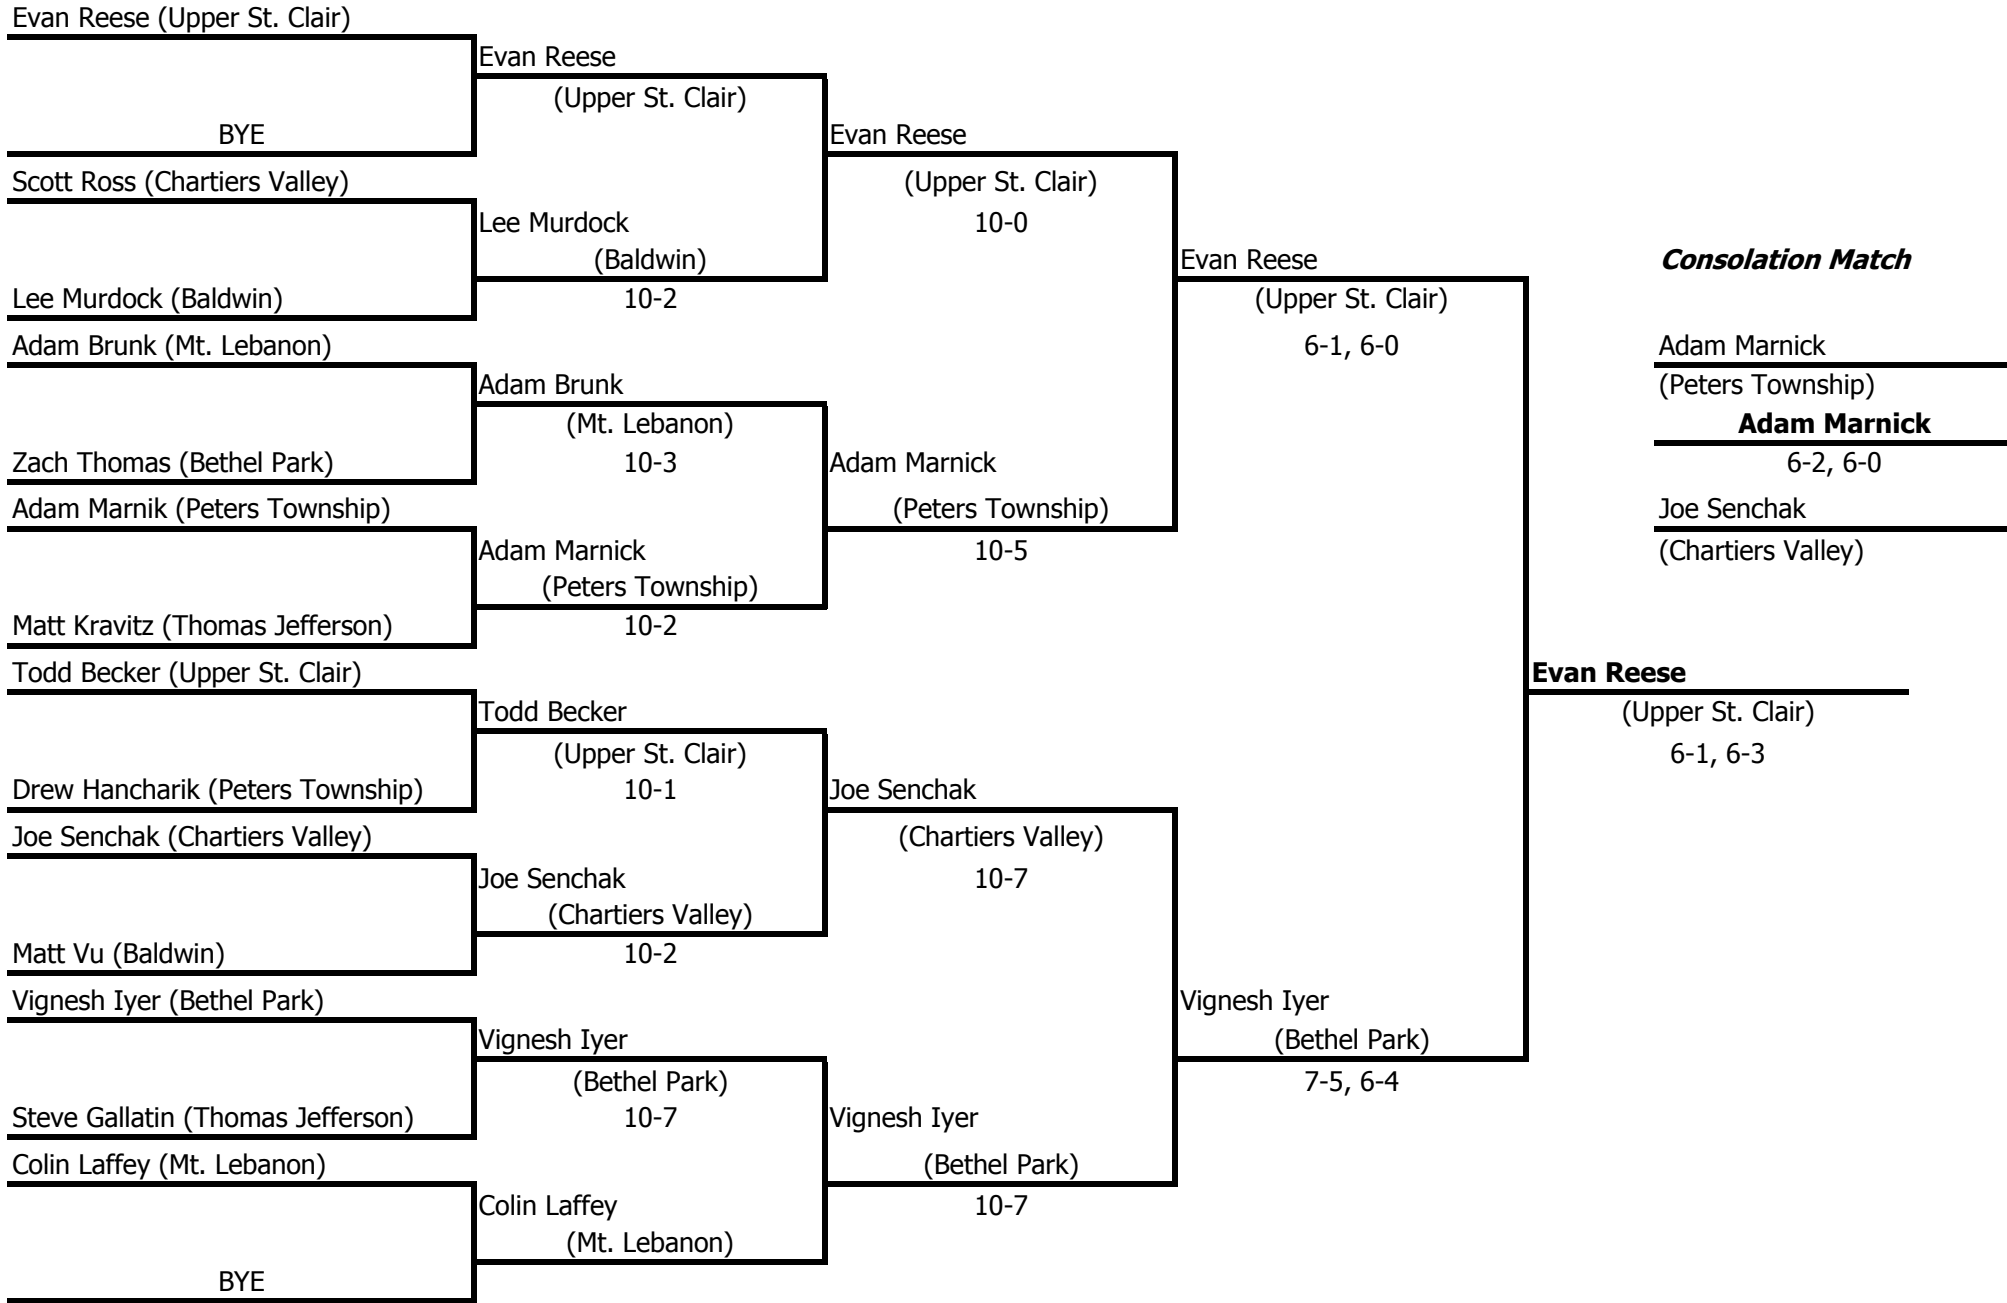 Evan Reese (Upper St. Clair)
BYE
Scott Ross (Chartiers Valley)
Lee Murdock (Baldwin)
Adam Brunk (Mt. Lebanon)
Zach Thomas (Bethel Park)
Adam Marnik (Peters Township)
Matt Kravitz (Thomas Jefferson)
Todd Becker (Upper St. Clair)
Drew Hancharik (Peters Township)
Joe Senchak (Chartiers Valley)
Matt Vu (Baldwin)
Vignesh Iyer (Bethel Park)
Steve Gallatin (Thomas Jefferson)
Colin Laffey (Mt. Lebanon)
BYE
Evan Reese
(Upper St. Clair)
Lee Murdock
(Baldwin)
10-2
Adam Brunk
(Mt. Lebanon)
10-3
Adam Marnick
(Peters Township)
10-2
Todd Becker
(Upper St. Clair)
10-1
Joe Senchak
(Chartiers Valley)
10-2
Vignesh Iyer
(Bethel Park)
10-7
Colin Laffey
(Mt. Lebanon)
Evan Reese
(Upper St. Clair)
10-0
Adam Marnick
(Peters Township)
10-5
Joe Senchak
(Chartiers Valley)
10-7
Vignesh Iyer
(Bethel Park)
10-7
Evan Reese
(Upper St. Clair)
6-1, 6-0
Vignesh Iyer
(Bethel Park)
7-5, 6-4
Evan Reese
(Upper St. Clair)
6-1, 6-3
Consolation Match
Adam Marnick
(Peters Township)
Adam Marnick
6-2, 6-0
Joe Senchak
(Chartiers Valley)